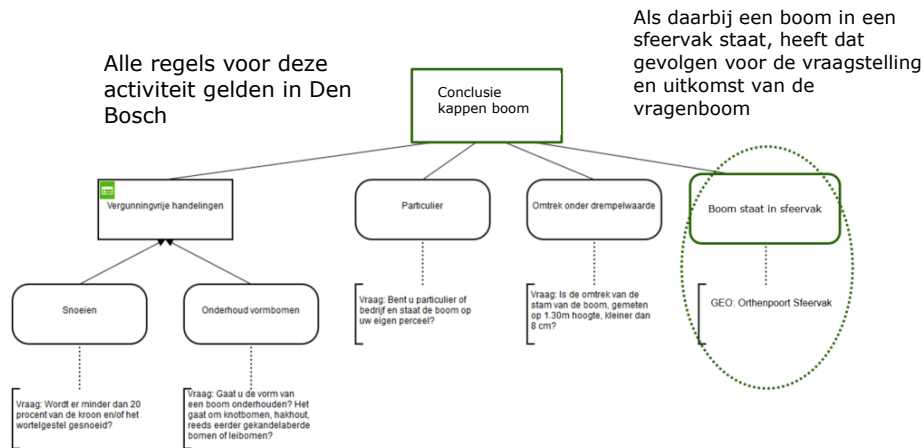 Alle regels voor deze
activiteit gelden in Den
Bosch
Als daarbij een boom in een
sfeervak staat, heeft dat
gevolgen voor de vraagstelling
en uitkomst van de
vragenboom
Conclusie
kappen boom
Vergunningvrije handelingen
Particulier
Omtrek onder drempelwaarde
Boom staat in sfeervak
Snoeien
Onderhoud vormbomen
Vraag: Bent u particulier of
bedrijf en staat de boom op
uw eigen perceel?
Vraag: Is de omtrek van de
stam van de boom, gemeten
op 1.30m hoogte, kleiner dan
8 cm?
GEO: Orthenpoort Sfeervak
Vraag: Wordt er minder dan 20
procent van de kroon en/of het
wortelgestel gesnoeid?
Vraag: Gaat u de vorm van
een boom onderhouden? Het
gaat om knotbomen, hakhout,
reeds eerder gekandelaberde
bomen of leibomen?